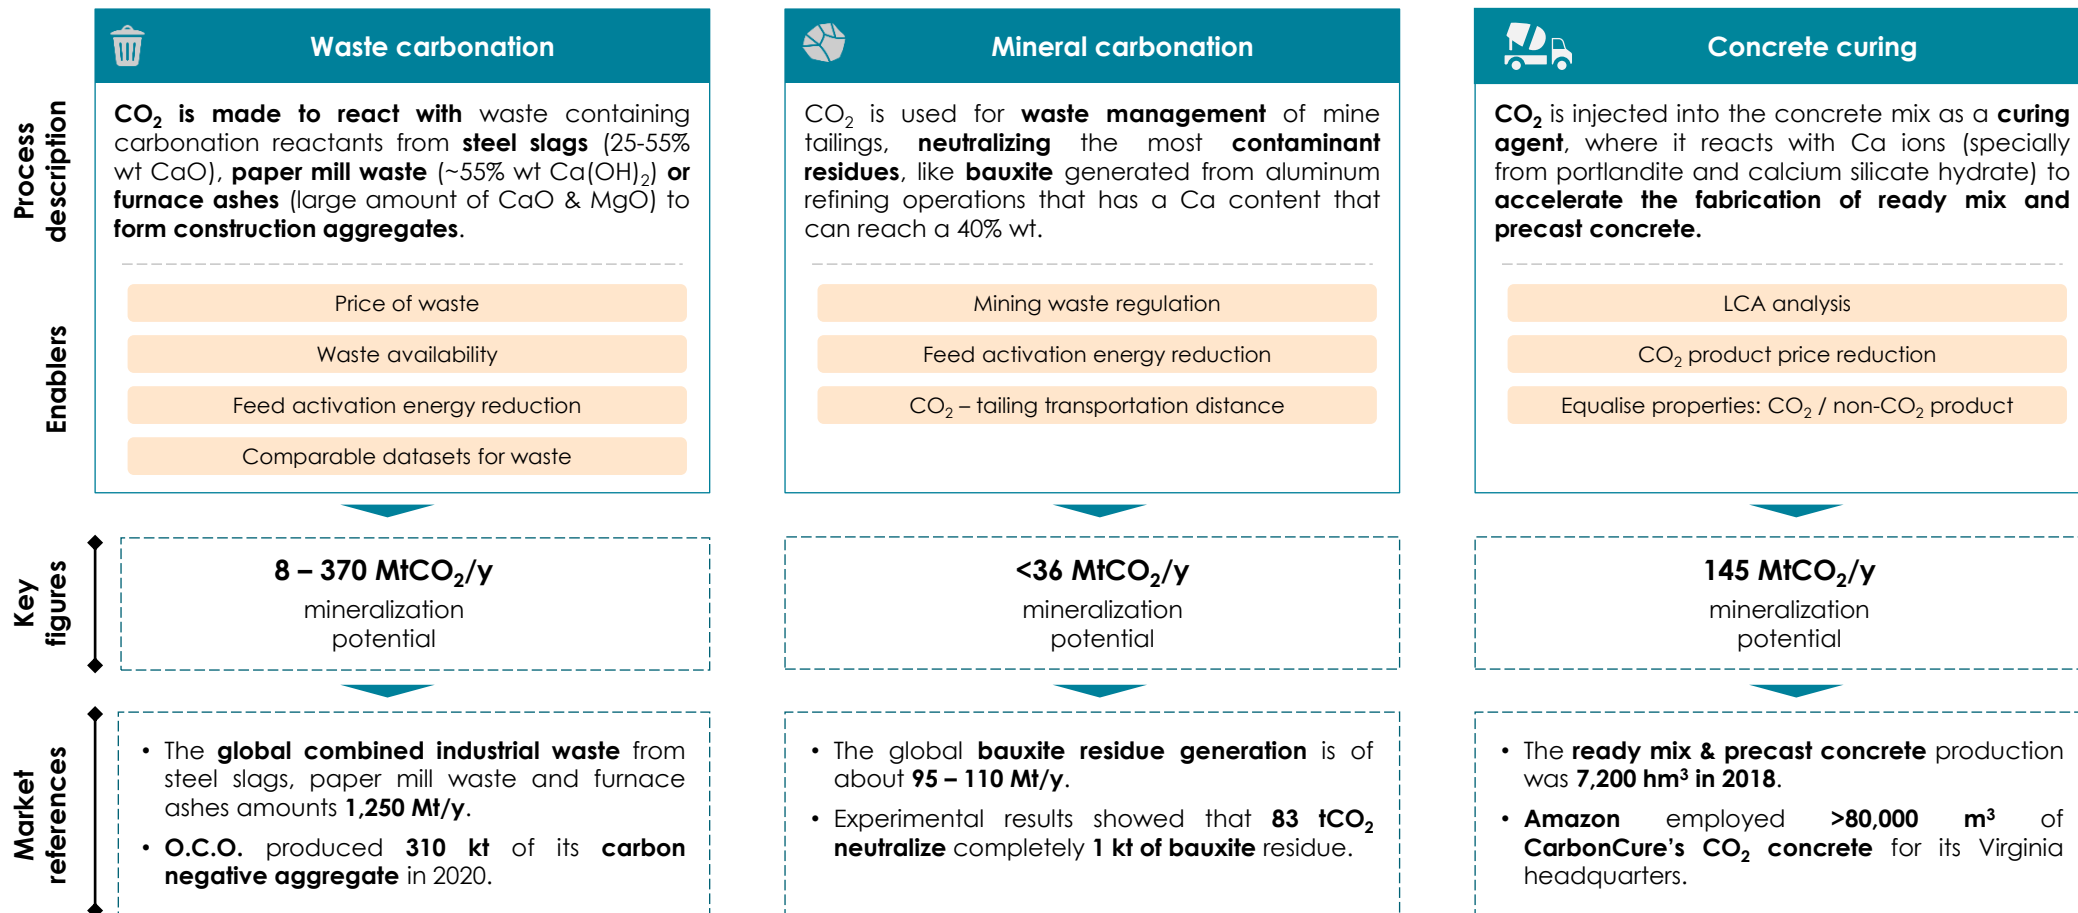 Waste carbonation
Mineral carbonation
Concrete curing
Process
description
CO₂ is made to react with waste containing
carbonation reactants from steel slags (25-55%
wt CaO), paper mill waste (~55% wt Ca(OH)₂) or
furnace ashes (large amount of CaO & MgO) to
form construction aggregates.
CO₂ is used for waste management of mine
tailings, neutralizing the most contaminant
residues, like bauxite generated from aluminum
refining operations that has a Ca content that
can reach a 40% wt.
CO₂ is injected into the concrete mix as a curing
agent, where it reacts with Ca ions (specially
from portlandite and calcium silicate hydrate) to
accelerate the fabrication of ready mix and
precast concrete.
Enablers
Price of waste
Waste availability
Feed activation energy reduction
Comparable datasets for waste
Mining waste regulation
Feed activation energy reduction
CO₂ – tailing transportation distance
LCA analysis
CO₂ product price reduction
Equalise properties: CO₂ / non-CO₂ product
Key
figures
8 – 370 MtCO₂/y
mineralization
potential
<36 MtCO₂/y
mineralization
potential
145 MtCO₂/y
mineralization
potential
Market
references
• The global combined industrial waste from
steel slags, paper mill waste and furnace
ashes amounts 1,250 Mt/y.
• O.C.O. produced 310 kt of its carbon
negative aggregate in 2020.
• The global bauxite residue generation is of
about 95 – 110 Mt/y.
• Experimental results showed that 83 tCO₂
neutralize completely 1 kt of bauxite residue.
• The ready mix & precast concrete production
was 7,200 hm³ in 2018.
• Amazon employed >80,000 m³ of
CarbonCure's CO₂ concrete for its Virginia
headquarters.